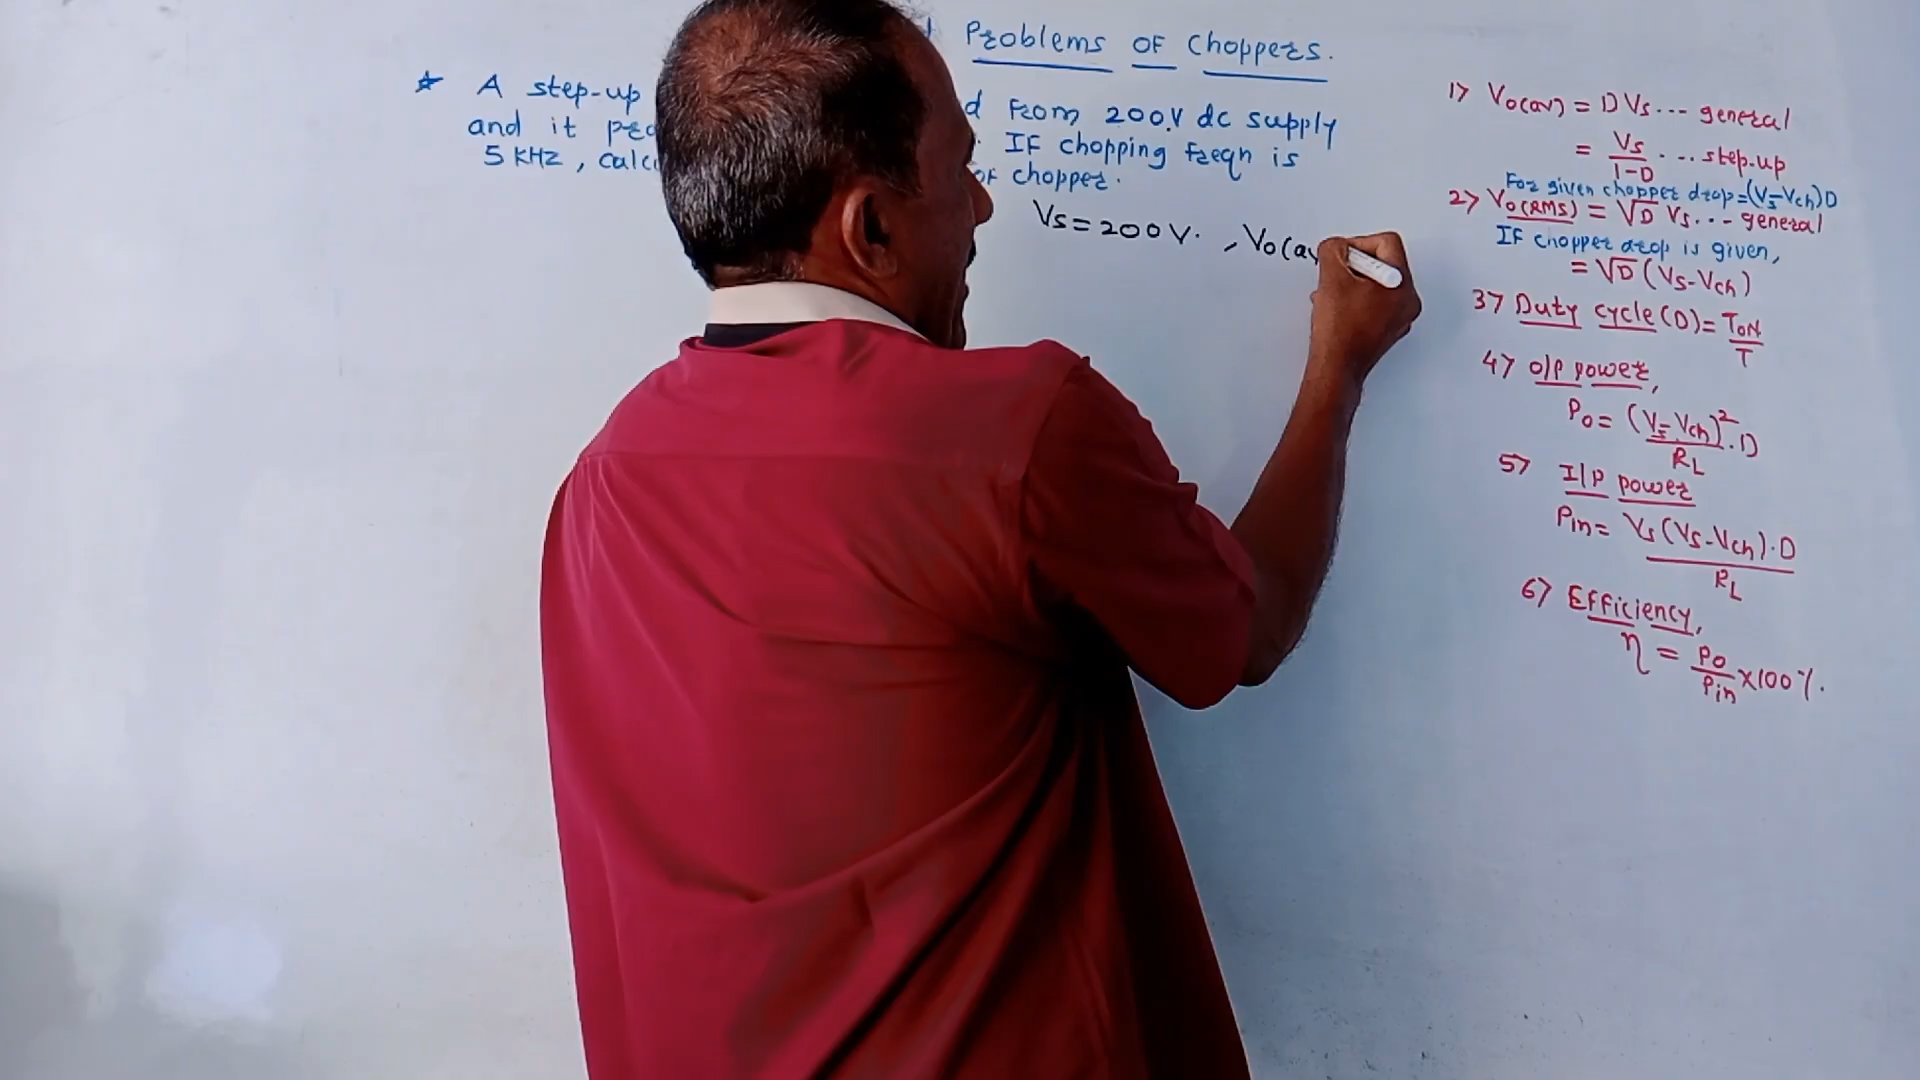 Problems OF Choppers.
* A step-up From 200V dc supply
and it IF chopping freqn is
5 KHZ, OF chopper.
Vs = 200V. , Vo(av
1> Vo(av) = DVs... general
= Vs/1-D ... step-up
For given chopper drop=(Vs-Vch)D
2> Vo(RMS) = √D Vs... general
IF chopper drop is given,
= √D (Vs-Vch)
3> Duty cycle(D)= TON/T
4> O/P power,
Po = (Vs-Vch)²/RL .D
5> I/P power
Pin= Vs(Vs-Vch).D/RL
6> Efficiency,
η = Po/Pin ×100%.